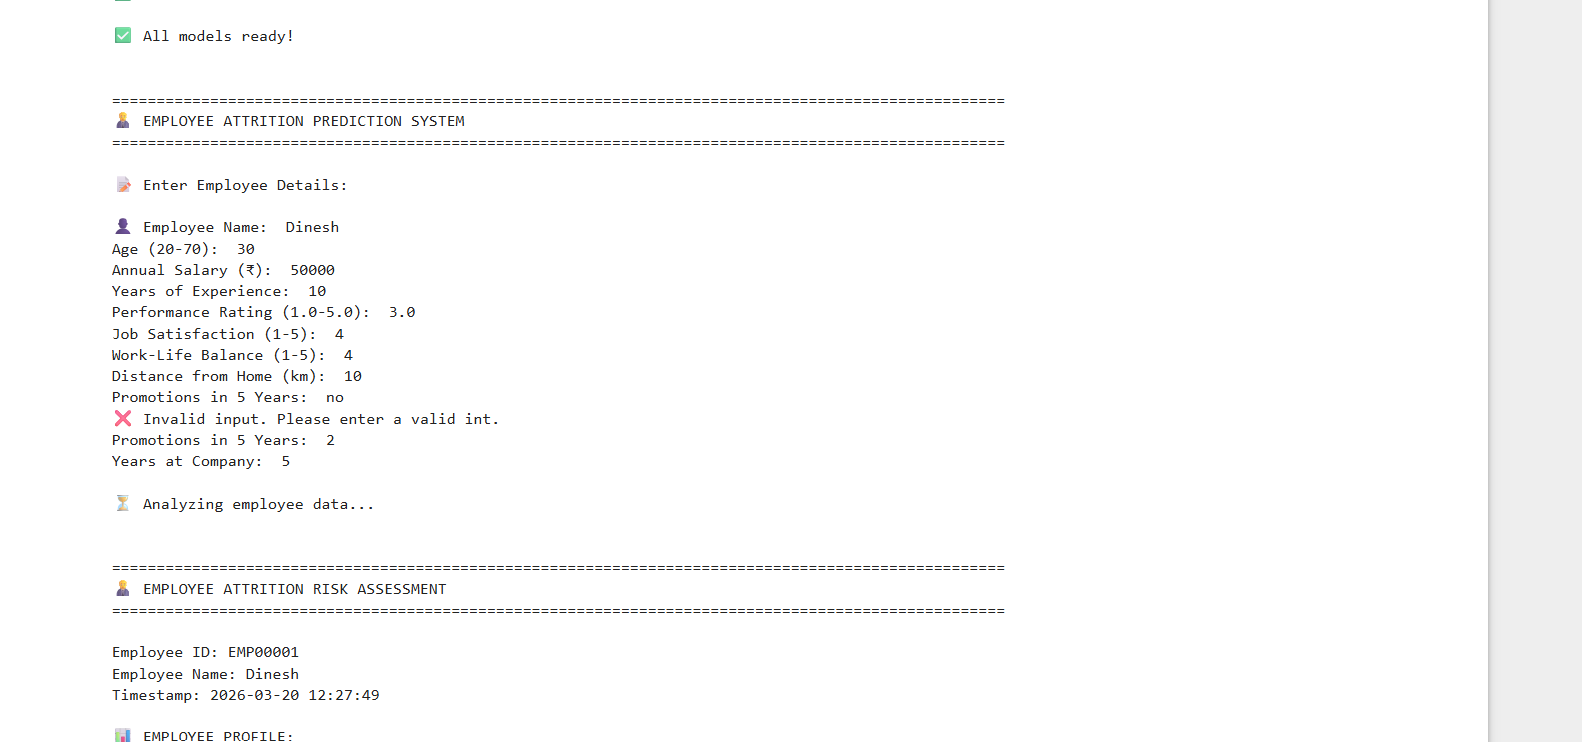 ✅ All models ready!
====================================================================================================
👨‍💼 EMPLOYEE ATTRITION PREDICTION SYSTEM
====================================================================================================
📝 Enter Employee Details:
👤 Employee Name:  Dinesh
Age (20-70):  30
Annual Salary (₹):  50000
Years of Experience:  10
Performance Rating (1.0-5.0):  3.0
Job Satisfaction (1-5):  4
Work-Life Balance (1-5):  4
Distance from Home (km):  10
Promotions in 5 Years:  no
❌ Invalid input. Please enter a valid int.
Promotions in 5 Years:  2
Years at Company:  5
⏳ Analyzing employee data...
====================================================================================================
👨‍💼 EMPLOYEE ATTRITION RISK ASSESSMENT
====================================================================================================
Employee ID: EMP00001
Employee Name: Dinesh
Timestamp: 2026-03-20 12:27:49
📊 EMPLOYEE PROFILE: